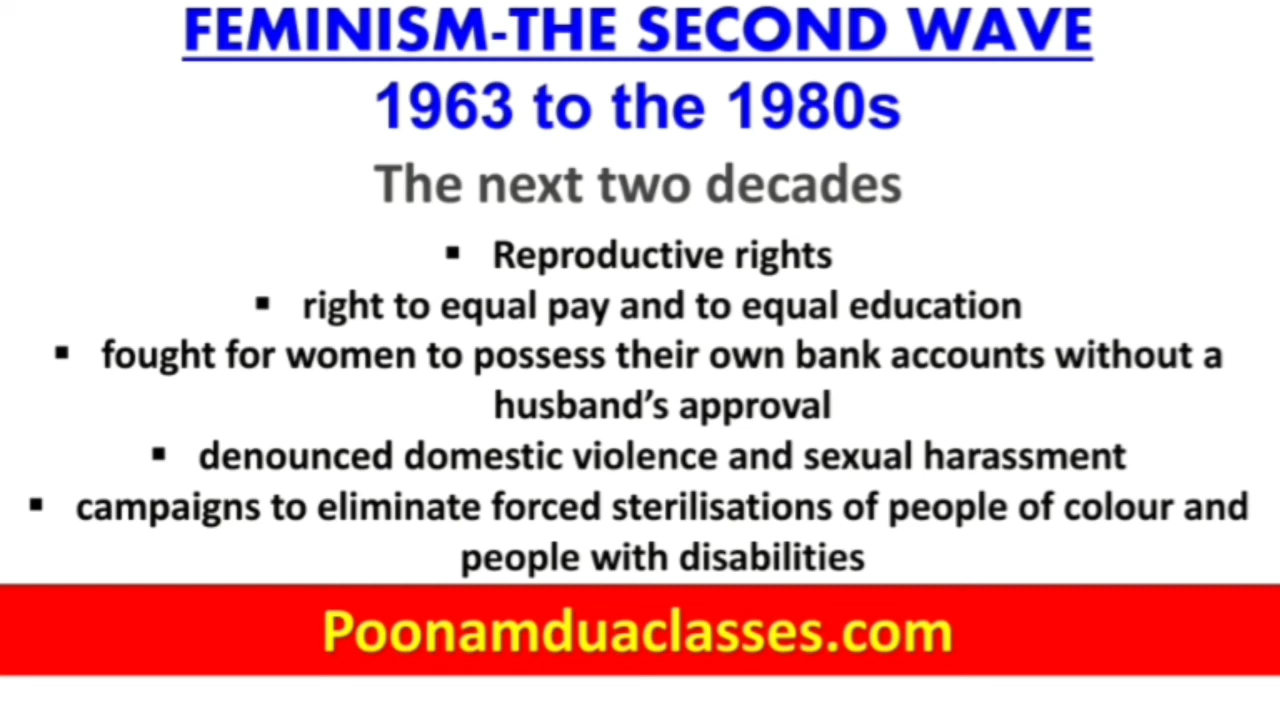 FEMINISM-THE SECOND WAVE
1963 to the 1980s
The next two decades
▪ Reproductive rights
▪ right to equal pay and to equal education
▪ fought for women to possess their own bank accounts without a
husband’s approval
▪ denounced domestic violence and sexual harassment
▪ campaigns to eliminate forced sterilisations of people of colour and
people with disabilities
Poonamduaclasses.com